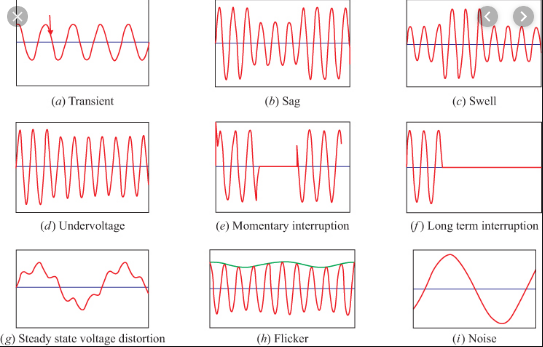 (a) Transient
(b) Sag
(c) Swell
(d) Undervoltage
(e) Momentary interruption
(f) Long term interruption
(g) Steady state voltage distortion
(h) Flicker
(i) Noise